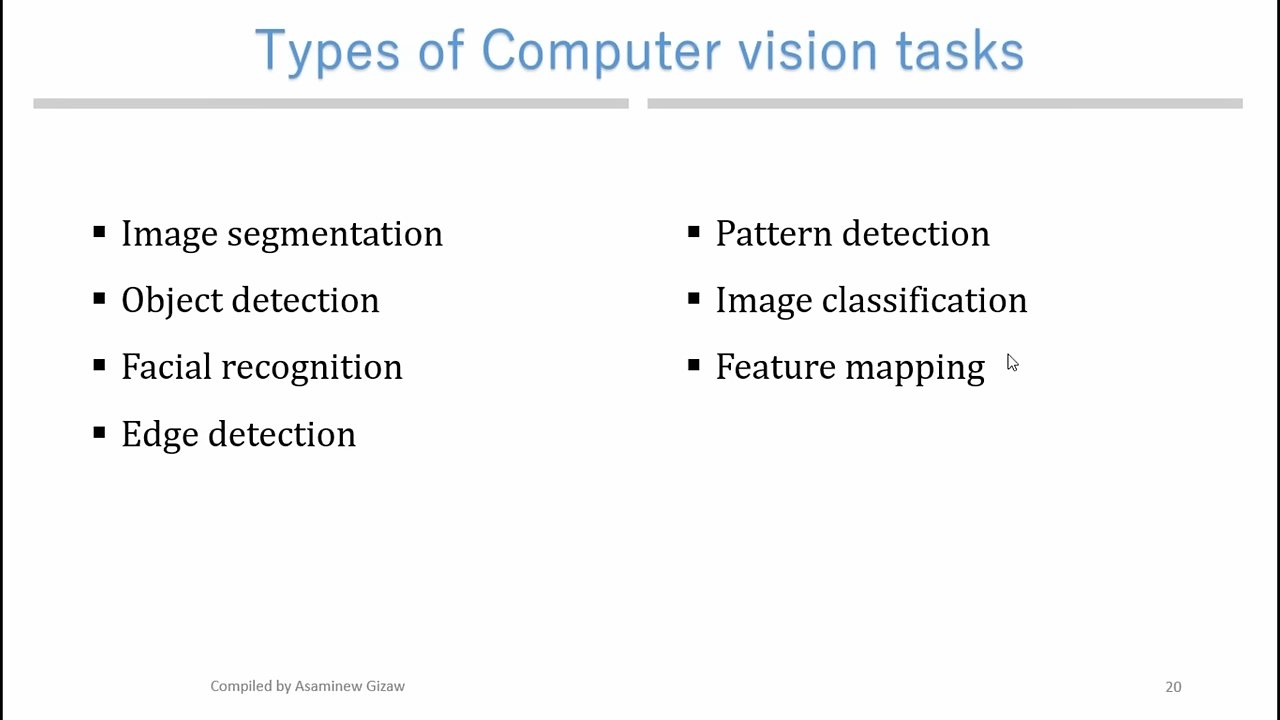 Types of Computer vision tasks
▪ Image segmentation
▪ Object detection
▪ Facial recognition
▪ Edge detection
▪ Pattern detection
▪ Image classification
▪ Feature mapping
Compiled by Asaminew Gizaw
20